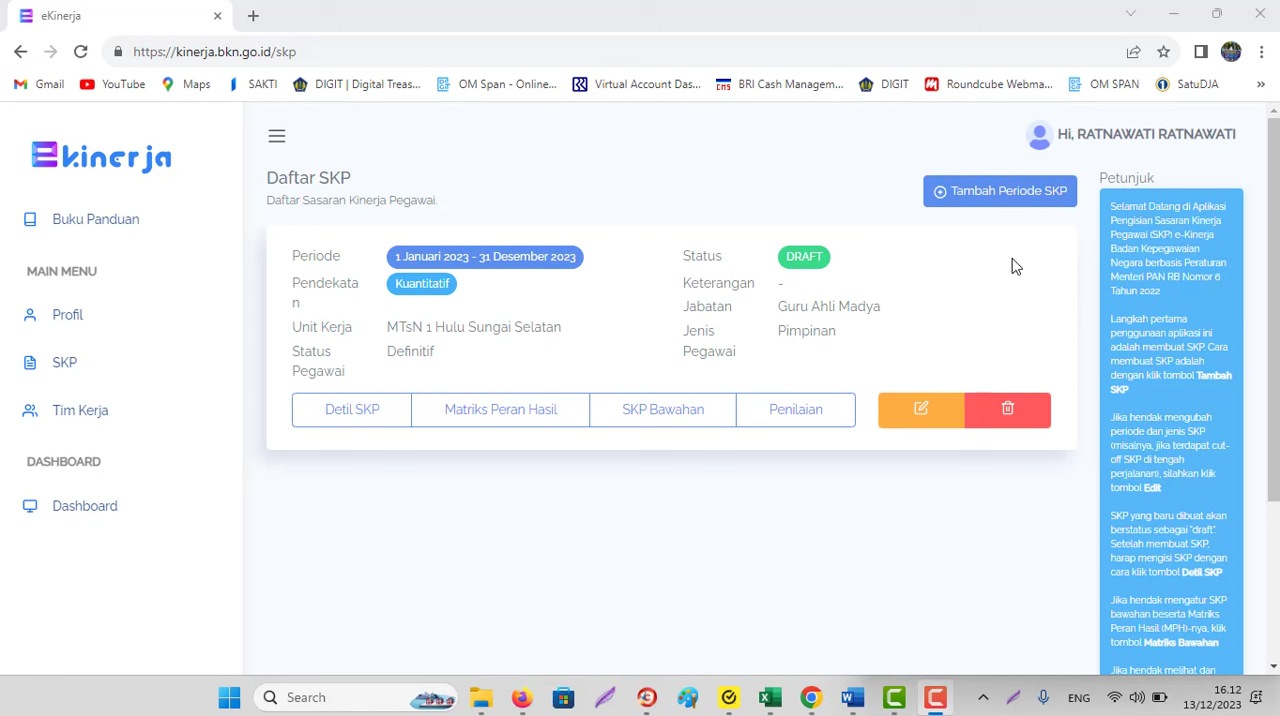 eKinerja
https://kinerja.bkn.go.id/skp
Gmail
YouTube
Maps
SAKTI
DIGIT | Digital Treas...
OM Span - Online...
Virtual Account Das...
BRI Cash Managem...
DIGIT
Roundcube Webma...
OM SPAN
SatuDJA
»
ekinerja
Buku Panduan
MAIN MENU
Profil
SKP
Tim Kerja
DASHBOARD
Dashboard
Hi, RATNAWATI RATNAWATI
Daftar SKP
Daftar Sasaran Kinerja Pegawai.
Tambah Periode SKP
Periode
1 Januari 2023 - 31 Desember 2023
Pendekata
n
Kuantitatif
Unit Kerja
MTsN 1 Hulu Sungai Selatan
Status
Pegawai
Definitif
Status
DRAFT
Keterangan
-
Jabatan
Guru Ahli Madya
Jenis
Pegawai
Pimpinan
Detil SKP
Matriks Peran Hasil
SKP Bawahan
Penilaian
Petunjuk
Selamat Datang di Aplikasi
Pengisian Sasaran Kinerja
Pegawai (SKP) e-Kinerja
Badan Kepegawaian
Negara berbasis Peraturan
Menteri PAN RB Nomor 6
Tahun 2022
Langkah pertama
penggunaan aplikasi ini
adalah membuat SKP. Cara
membuat SKP adalah
dengan klik tombol Tambah
SKP
Jika hendak mengubah
periode dan jenis SKP
(misalnya, jika terdapat cut-
off SKP di tengah
perjalanan), silahkan klik
tombol Edit
SKP yang baru dibuat akan
berstatus sebagai "draft".
Setelah membuat SKP,
harap mengisi SKP dengan
cara klik tombol Detil SKP
Jika hendak mengatur SKP
bawahan beserta Matriks
Peran Hasil (MPH)-nya, klik
tombol Matriks Bawahan
Jika hendak melihat dan
Search
ENG
16.12
13/12/2023